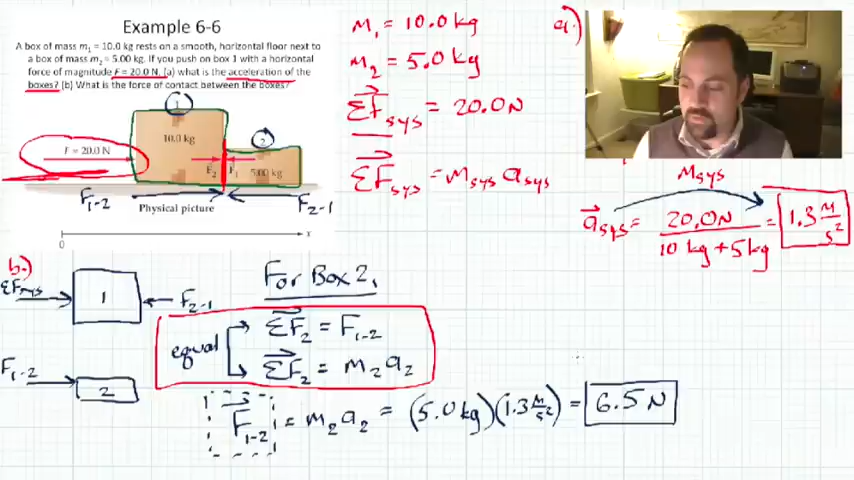 Example 6-6
A box of mass m₁ = 10.0 kg rests on a smooth, horizontal floor next to
a box of mass m₂ = 5.00 kg. If you push on box 1 with a horizontal
force of magnitude F = 20.0 N, (a) what is the acceleration of the
boxes? (b) What is the force of contact between the boxes?
1
10.0 kg
2
F = 20.0 N
F₂
F₁
5.00 kg
F1-2
Physical picture
F2-1
0
x
M₁ = 10.0 kg
M₂ = 5.0 kg
ΣFsys = 20.0N
ΣFsys = Msys asys
a.)
Msys
asys = 20.0N / 10 kg + 5 kg = 1.3 m/s²
b.)
ΣFsys
1
F2-1
F1-2
2
For Box 2,
equal
ΣF₂ = F1-2
ΣF₂ = m₂a₂
F1-2 = m₂a₂ = (5.0 kg)(1.3 m/s²) = 6.5 N